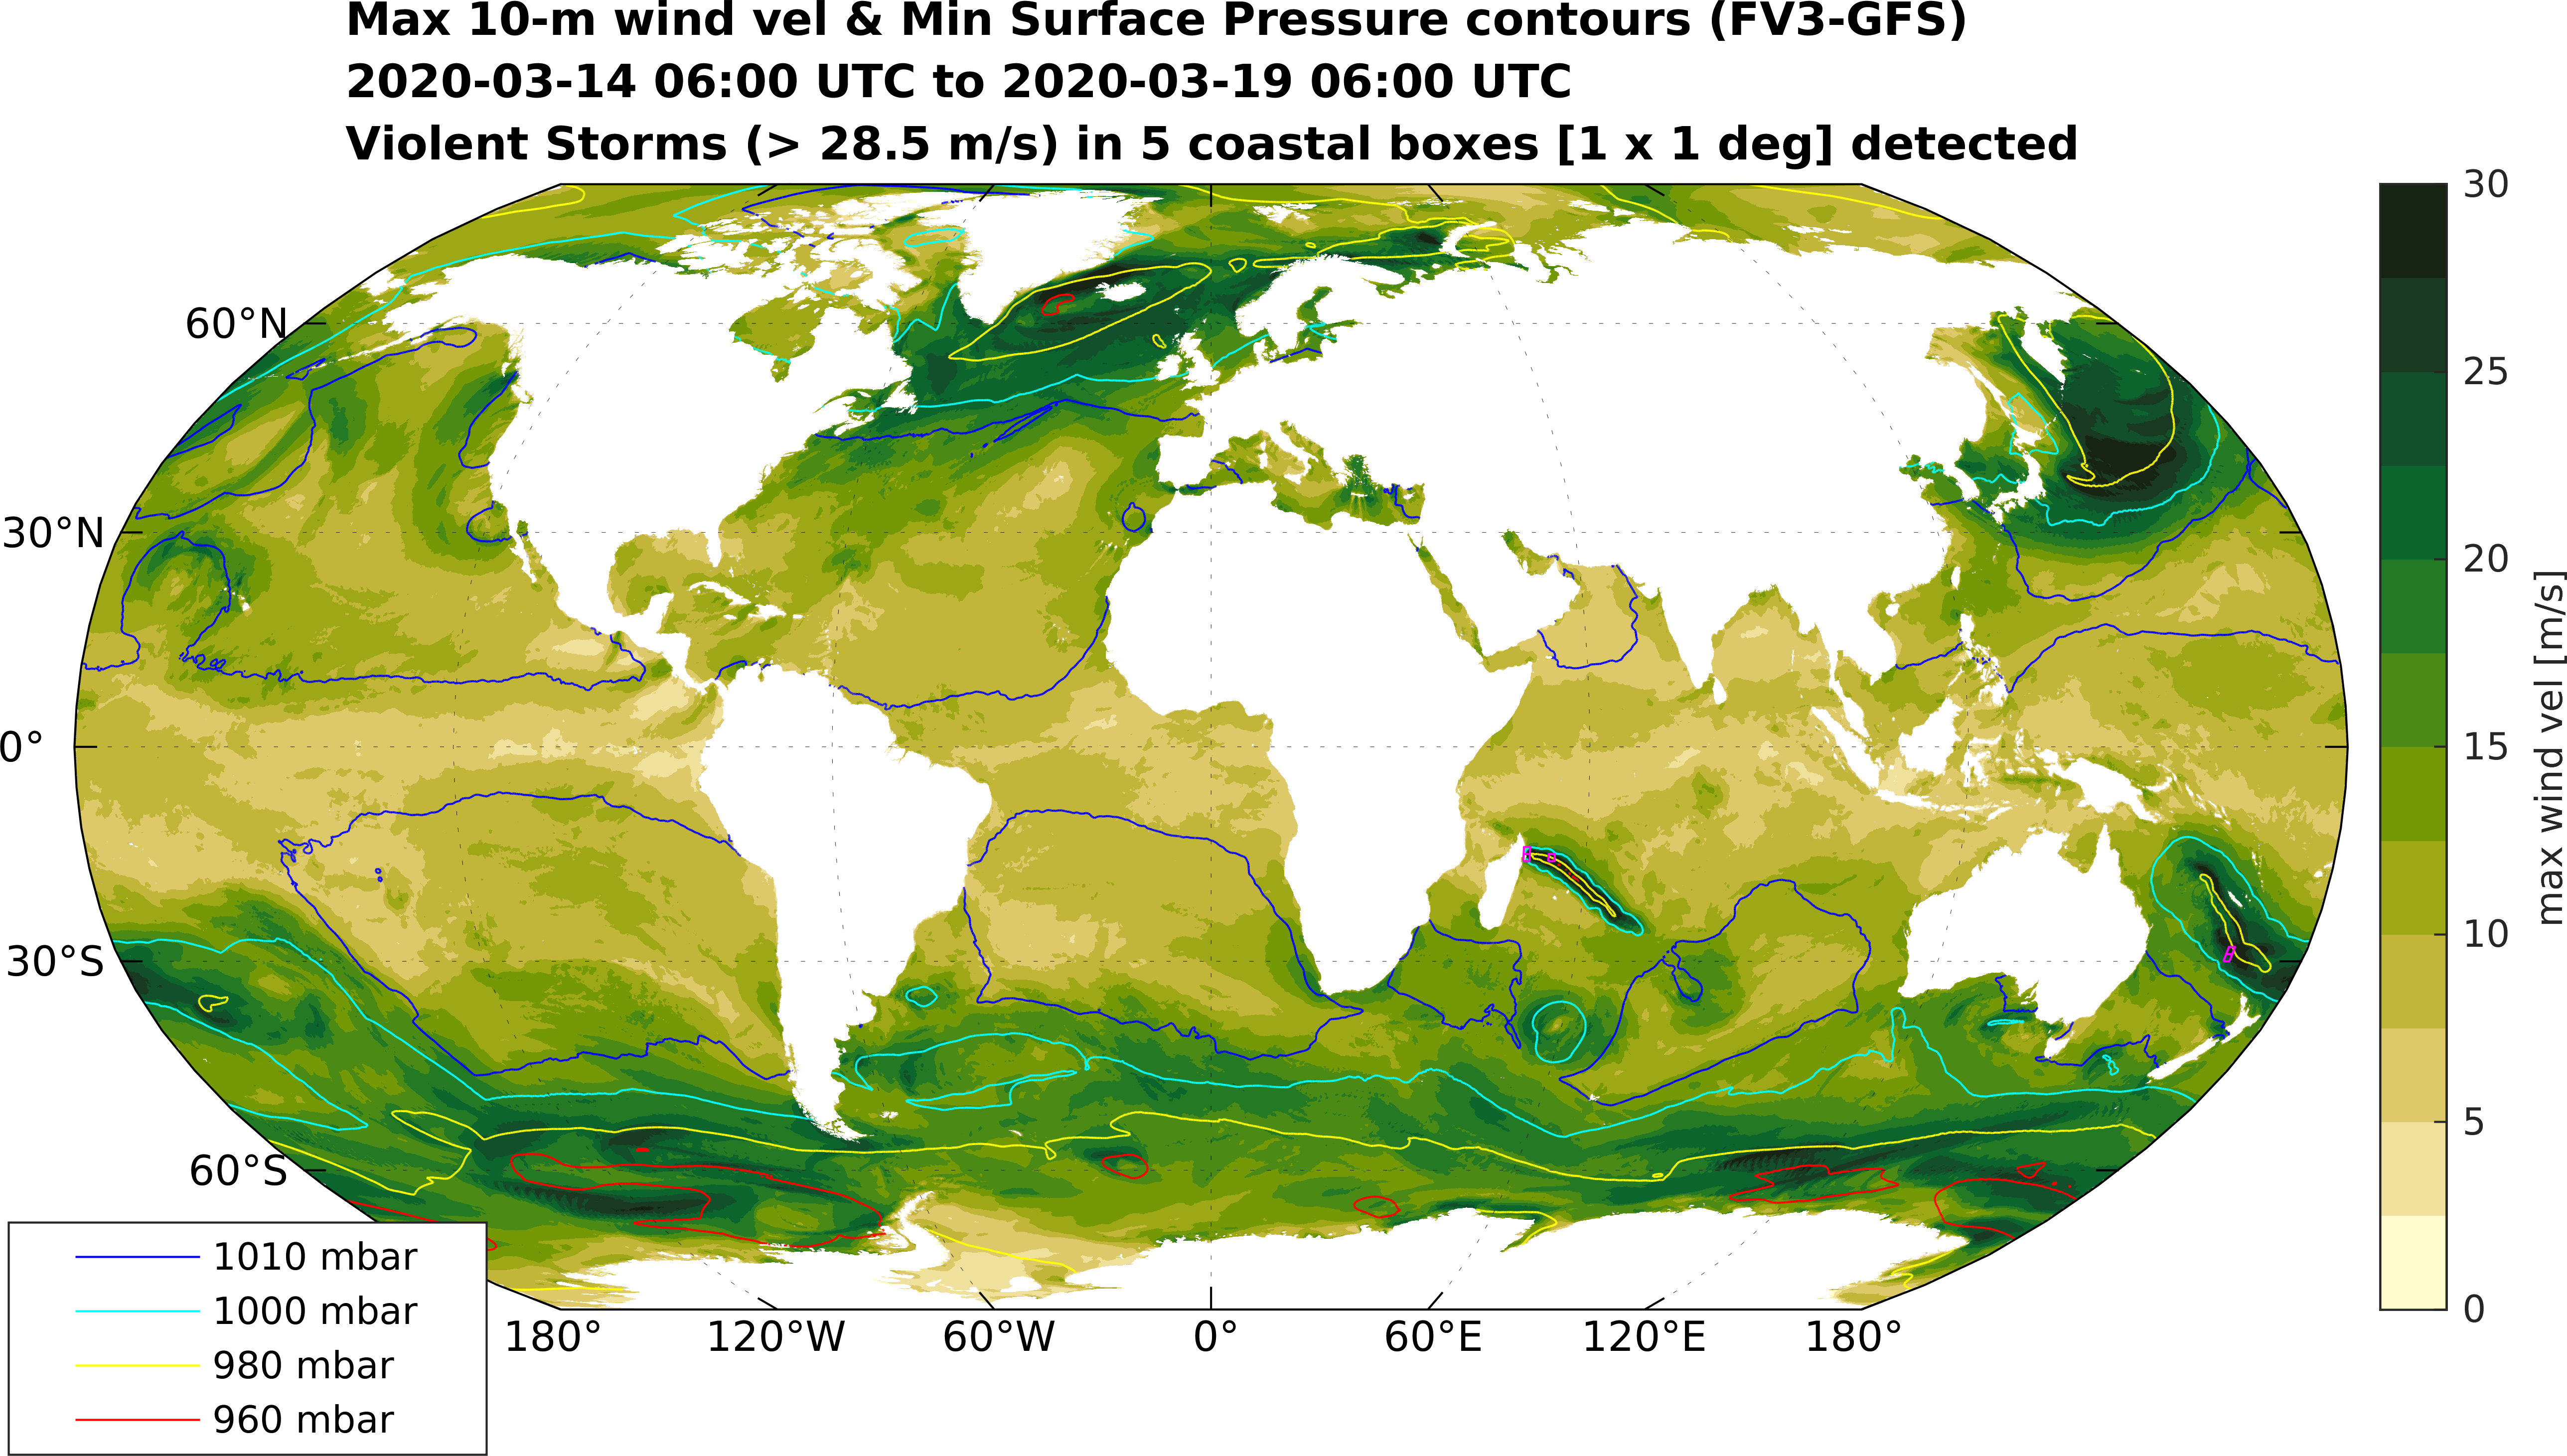 Max 10-m wind vel & Min Surface Pressure contours (FV3-GFS)
2020-03-14 06:00 UTC to 2020-03-19 06:00 UTC
Violent Storms (> 28.5 m/s) in 5 coastal boxes [1 x 1 deg] detected
60°N
30°N
0°
30°S
60°S
180°
120°W
60°W
0°
60°E
120°E
180°
1010 mbar
1000 mbar
980 mbar
960 mbar
30
25
20
15
10
5
0
max wind vel [m/s]